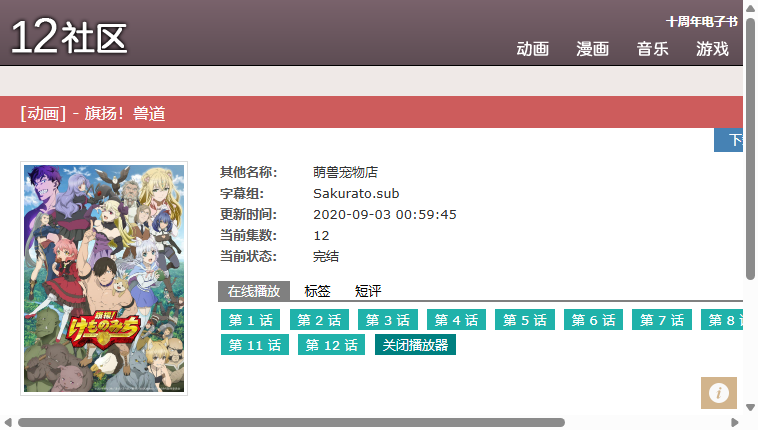 十周年电子书
12社区
动画 漫画 音乐 游戏
[动画] - 旗扬！兽道
其他名称： 萌兽宠物店
字幕组： Sakurato.sub
更新时间： 2020-09-03 00:59:45
当前集数： 12
当前状态： 完结
在线播放 标签 短评
第 1 话 第 2 话 第 3 话 第 4 话 第 5 话 第 6 话 第 7 话 第 8
第 11 话 第 12 话 关闭播放器
旗揚!
けものみち
i